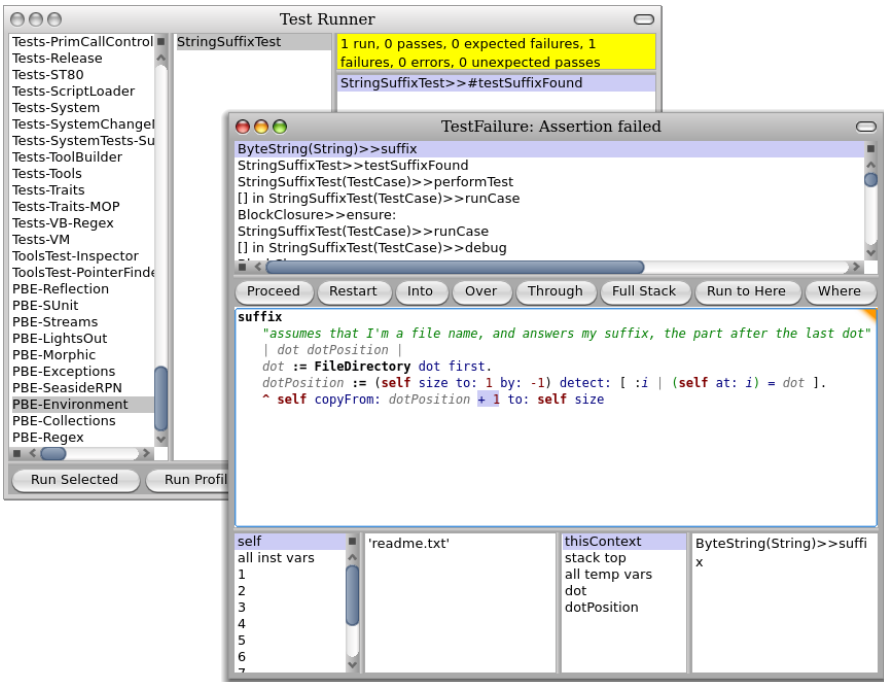 Test Runner
Tests-PrimCallControl
Tests-Release
Tests-ST80
Tests-ScriptLoader
Tests-System
Tests-SystemChangeI
Tests-SystemTests-Su
Tests-ToolBuilder
Tests-Tools
Tests-Traits
Tests-Traits-MOP
Tests-VB-Regex
Tests-VM
ToolsTest-Inspector
ToolsTest-PointerFinde
PBE-Reflection
PBE-SUnit
PBE-Streams
PBE-LightsOut
PBE-Morphic
PBE-Exceptions
PBE-SeasideRPN
PBE-Environment
PBE-Collections
PBE-Regex
StringSuffixTest
1 run, 0 passes, 0 expected failures, 1
failures, 0 errors, 0 unexpected passes
StringSuffixTest>>#testSuffixFound
Run Selected
Run Profil
TestFailure: Assertion failed
ByteString(String)>>suffix
StringSuffixTest>>testSuffixFound
StringSuffixTest(TestCase)>>performTest
[] in StringSuffixTest(TestCase)>>runCase
BlockClosure>>ensure:
StringSuffixTest(TestCase)>>runCase
[] in StringSuffixTest(TestCase)>>debug
Proceed
Restart
Into
Over
Through
Full Stack
Run to Here
Where
suffix
"assumes that I'm a file name, and answers my suffix, the part after the last dot"
| dot dotPosition |
dot := FileDirectory dot first.
dotPosition := (self size to: 1 by: -1) detect: [ :i | (self at: i) = dot ].
^ self copyFrom: dotPosition + 1 to: self size
self
all inst vars
1
2
3
4
5
6
'readme.txt'
thisContext
stack top
all temp vars
dot
dotPosition
ByteString(String)>>suffi
x